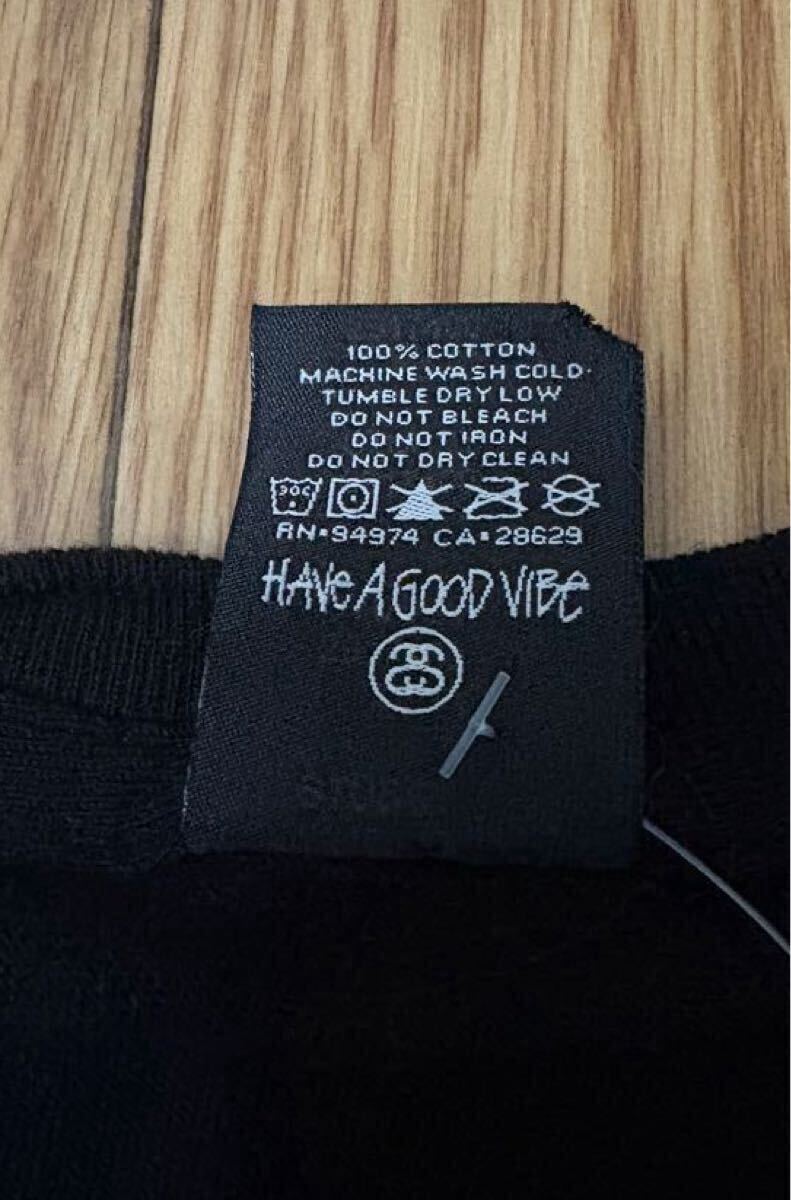 100% COTTON
MACHINE WASH COLD
TUMBLE DRY LOW
DO NOT BLEACH
DO NOT IRON
DO NOT DRY CLEAN
30C
RN•94974 CA•28629
HAVE A GOOD VIBE